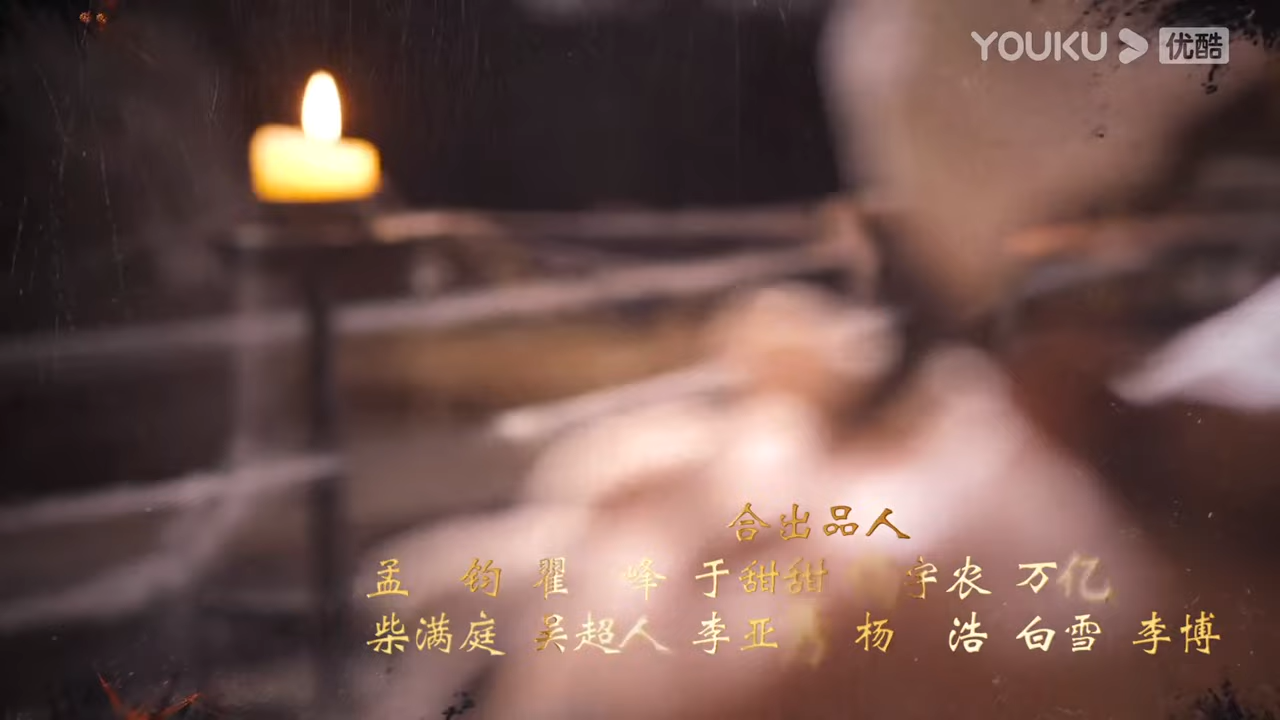 YOUKU 优酷
合出品人
孟钧 翟峰 于甜甜 宇农 万亿
柴满庭 吴超人 李亚 杨浩 白雪 李博